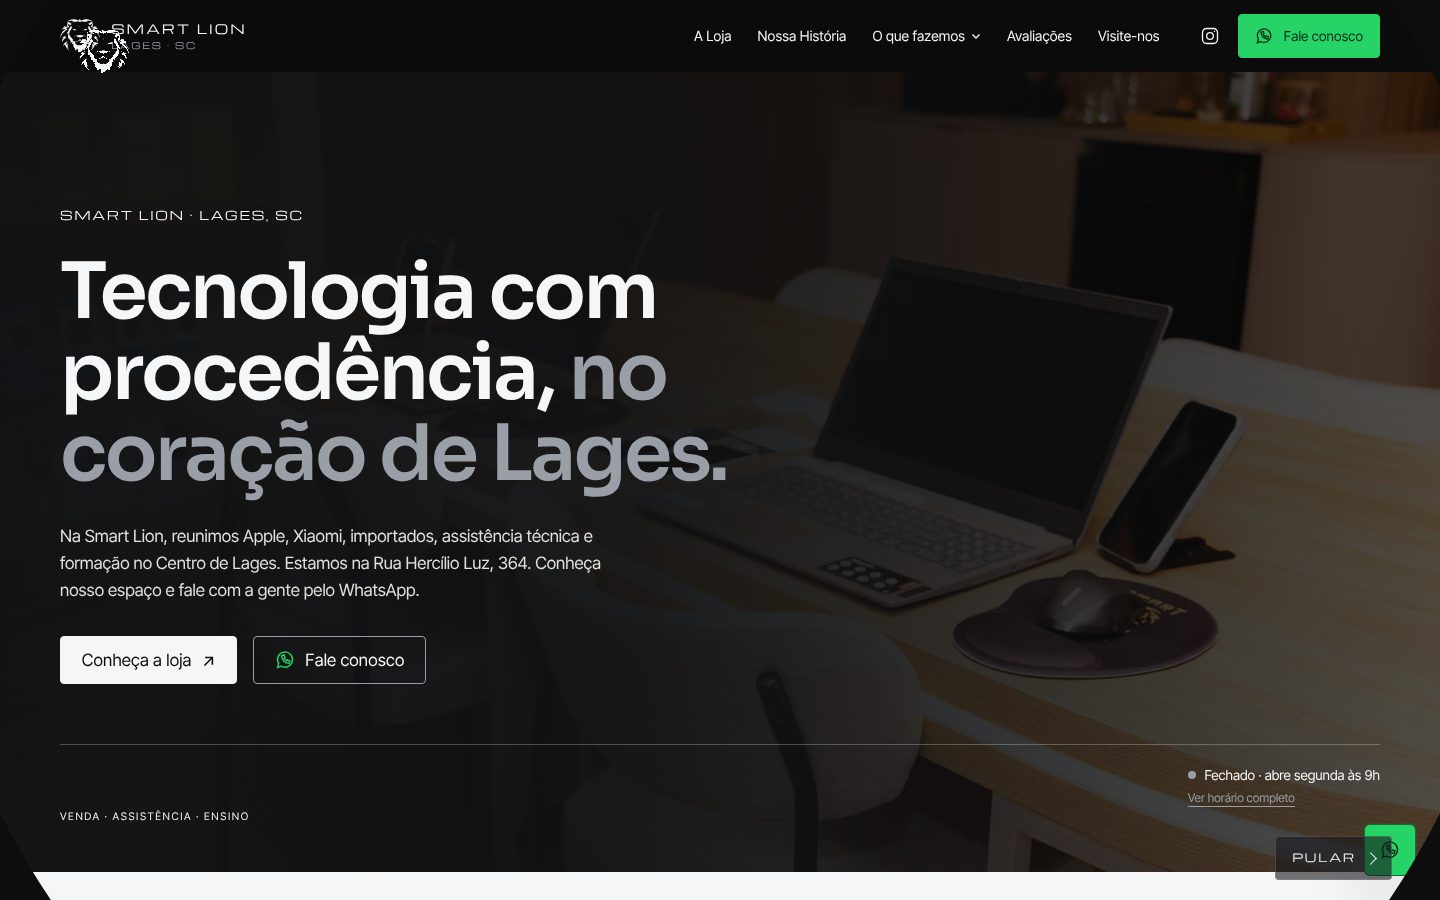 SMART LION
LAGES · SC
A Loja
Nossa História
O que fazemos
Avaliações
Visite-nos
Fale conosco
SMART LION · LAGES, SC
Tecnologia com
procedência, no
coração de Lages.
Na Smart Lion, reunimos Apple, Xiaomi, importados, assistência técnica e
formação no Centro de Lages. Estamos na Rua Hercílio Luz, 364. Conheça
nosso espaço e fale com a gente pelo WhatsApp.
Conheça a loja
Fale conosco
Fechado · abre segunda às 9h
Ver horário completo
VENDA · ASSISTÊNCIA · ENSINO
PULAR